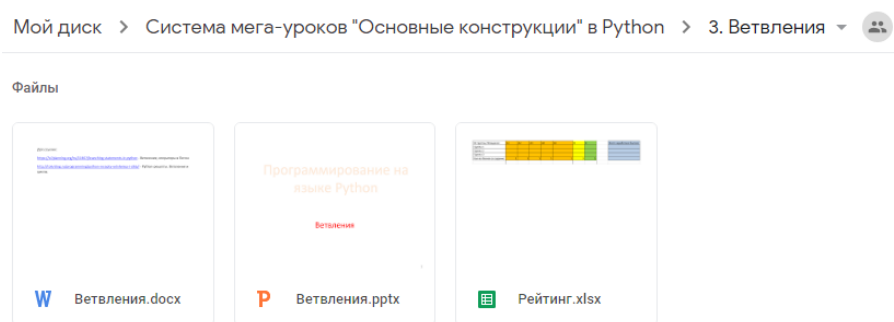 Мой диск > Система мега-уроков "Основные конструкции" в Python > 3. Ветвления
Файлы
Программирование на
языке Python
Ветвления
W Ветвления.docx
P Ветвления.pptx
Рейтинг.xlsx